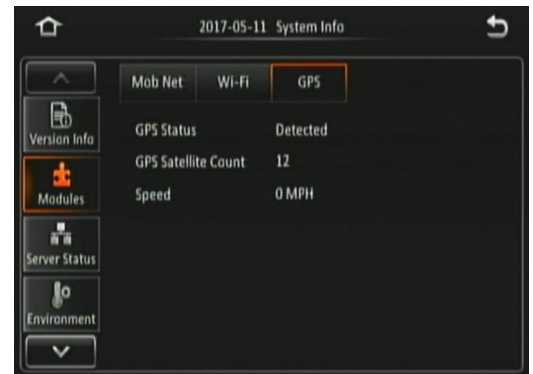 2017-05-11 System Info
Mob Net Wi-Fi GPS
Version Info
GPS Status Detected
GPS Satellite Count 12
Modules
Speed 0 MPH
Server Status
Environment